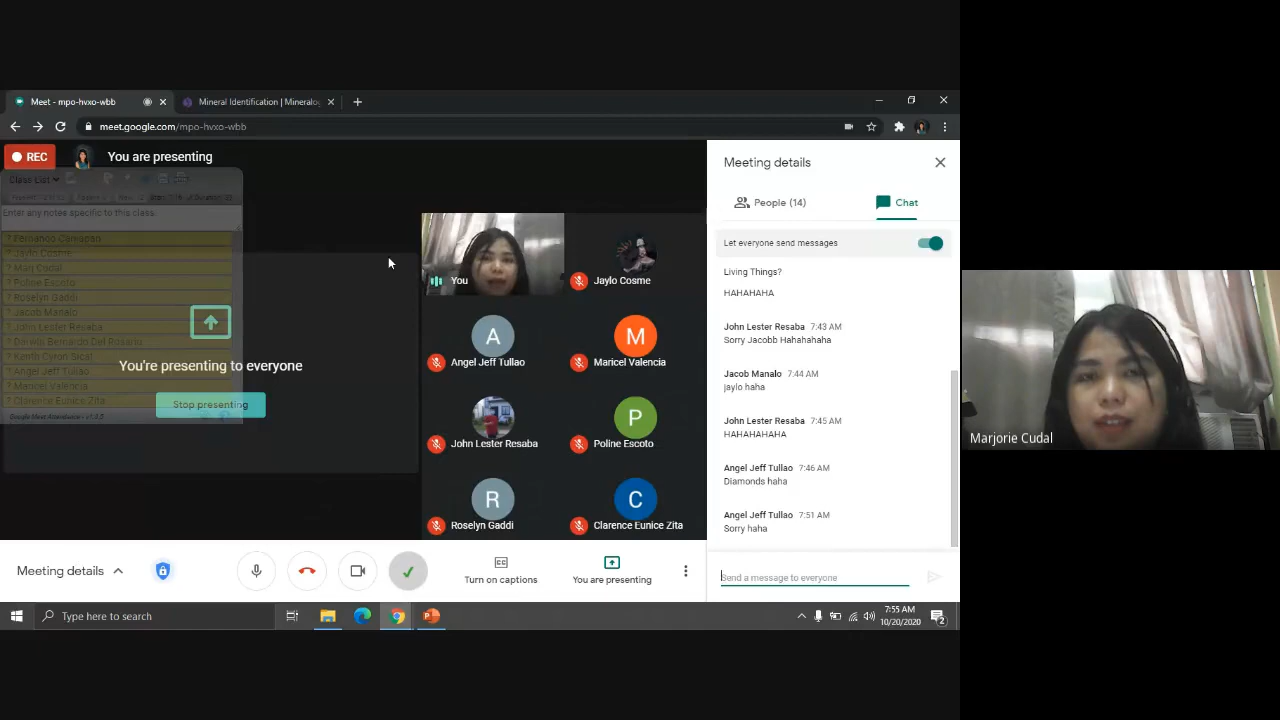 Meet - mpo-hvxo-wbb
Mineral Identification | Mineralog
meet.google.com/mpo-hvxo-wbb
REC
You are presenting
Class List
Enter any notes specific to this class:
? Fernando Canlapao
? Jaylo Cosme
? Marj Cudal
? Poline Escoto
? Roselyn Gaddi
? Jacob Manalo
? John Lester Resaba
? Darwin Bernardo Del Rosario
? Kenth Cyron Sicat
? Angel Jeff Tullao
? Maricel Valencia
? Clarence Eunice Zita
Google Meet Attendance
You're presenting to everyone
Stop presenting
You
Jaylo Cosme
A
Angel Jeff Tullao
M
Maricel Valencia
John Lester Resaba
P
Poline Escoto
R
Roselyn Gaddi
C
Clarence Eunice Zita
Meeting details
People (14)
Chat
Let everyone send messages
Living Things?
HAHAHAHA
John Lester Resaba 7:43 AM
Sorry Jacobb Hahahahaha
Jacob Manalo 7:44 AM
jaylo haha
John Lester Resaba 7:45 AM
HAHAHAHAHA
Angel Jeff Tullao 7:46 AM
Diamonds haha
Angel Jeff Tullao 7:51 AM
Sorry haha
Send a message to everyone
Meeting details
Turn on captions
You are presenting
Type here to search
7:55 AM
10/20/2020
2
Marjorie Cudal